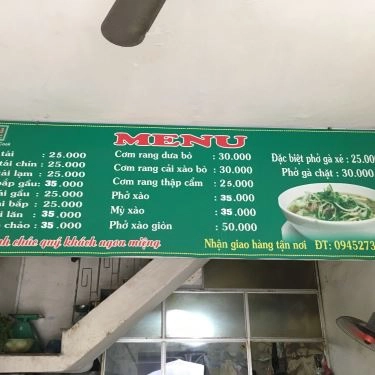 Cook
MENU
tái : 25.000
tái chín : 25.000
tái lạm : 25.000
bắp gầu: 35.000
tái gầu : 25.000
tái bắp : 25.000
lăn : 35.000
chảo : 35.000
Cơm rang dưa bò : 30.000
Cơm rang cải xào bò : 30.000
Cơm rang thập cẩm : 25.000
Phở xào : 35.000
Mỳ xào : 35.000
Phở xào giòn : 50.000
Đặc biệt phở gà xé : 25.00
Phở gà chặt : 30.000
chúc quý khách ngon miệng
Nhận giao hàng tận nơi ĐT: 0945273